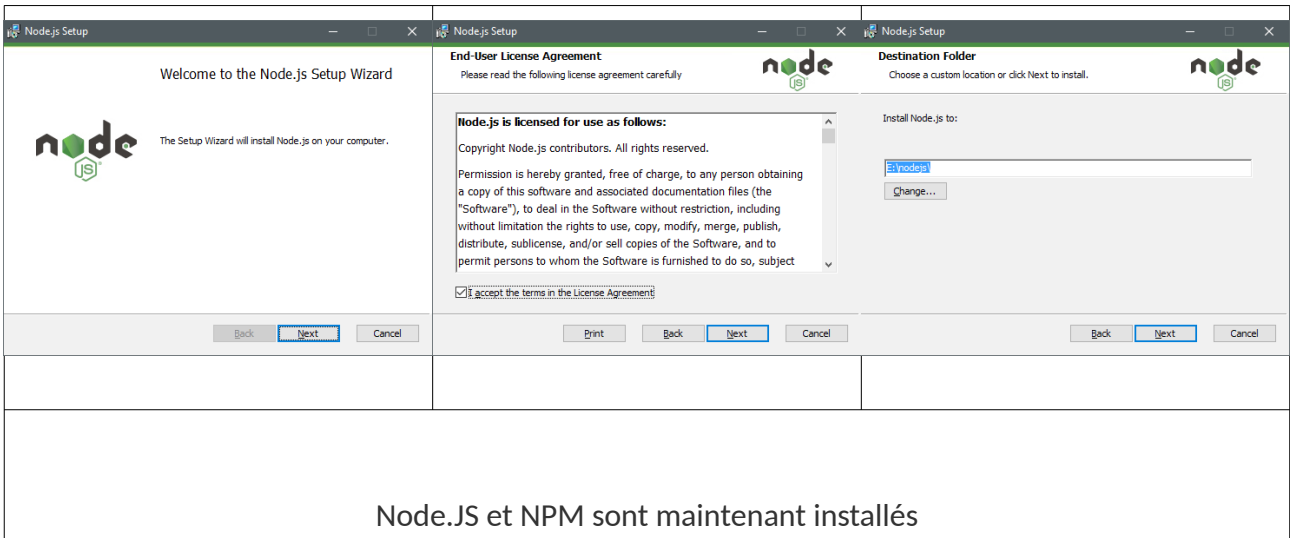 Node.js Setup
Welcome to the Node.js Setup Wizard
node
JS
The Setup Wizard will install Node.js on your computer.
Back Next Cancel
Node.js Setup
End-User License Agreement
Please read the following license agreement carefully
node
JS
Node.js is licensed for use as follows:
Copyright Node.js contributors. All rights reserved.
Permission is hereby granted, free of charge, to any person obtaining
a copy of this software and associated documentation files (the
"Software"), to deal in the Software without restriction, including
without limitation the rights to use, copy, modify, merge, publish,
distribute, sublicense, and/or sell copies of the Software, and to
permit persons to whom the Software is furnished to do so, subject
I accept the terms in the License Agreement
Print Back Next Cancel
Node.js Setup
Destination Folder
Choose a custom location or click Next to install.
node
JS
Install Node.js to:
E:\nodejs\
Change...
Back Next Cancel
Node.JS et NPM sont maintenant installés